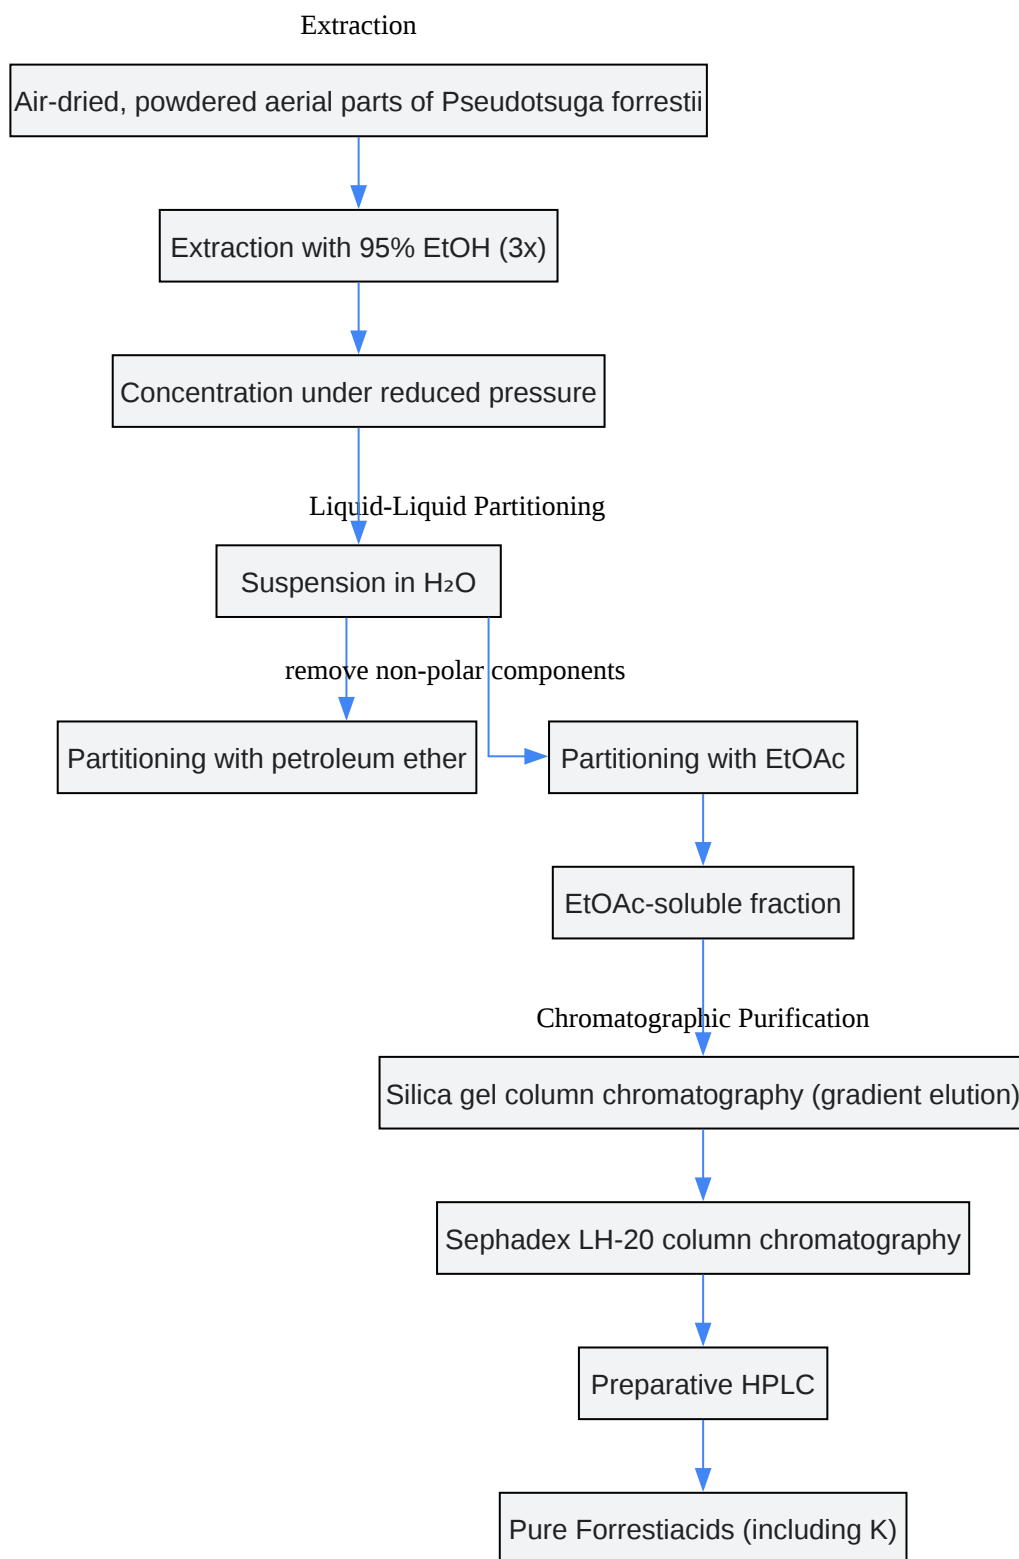 Extraction
Air-dried, powdered aerial parts of Pseudotsuga forrestii
Extraction with 95% EtOH (3x)
Concentration under reduced pressure
Liquid-Liquid Partitioning
Suspension in H₂O
remove non-polar components
Partitioning with petroleum ether
Partitioning with EtOAc
EtOAc-soluble fraction
Chromatographic Purification
Silica gel column chromatography (gradient elution)
Sephadex LH-20 column chromatography
Preparative HPLC
Pure Forrestiacids (including K)